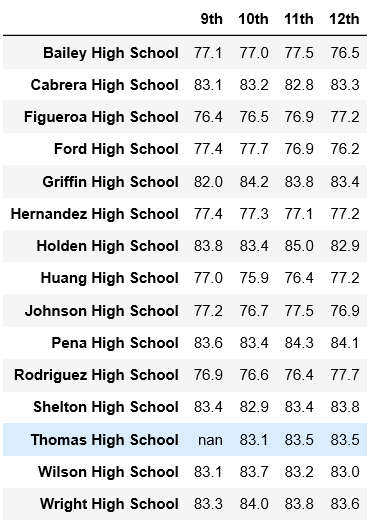 9th 10th 11th 12th
Bailey High School 77.1 77.0 77.5 76.5
Cabrera High School 83.1 83.2 82.8 83.3
Figueroa High School 76.4 76.5 76.9 77.2
Ford High School 77.4 77.7 76.9 76.2
Griffin High School 82.0 84.2 83.8 83.4
Hernandez High School 77.4 77.3 77.1 77.2
Holden High School 83.8 83.4 85.0 82.9
Huang High School 77.0 75.9 76.4 77.2
Johnson High School 77.2 76.7 77.5 76.9
Pena High School 83.6 83.4 84.3 84.1
Rodriguez High School 76.9 76.6 76.4 77.7
Shelton High School 83.4 82.9 83.4 83.8
Thomas High School nan 83.1 83.5 83.5
Wilson High School 83.1 83.7 83.2 83.0
Wright High School 83.3 84.0 83.8 83.6